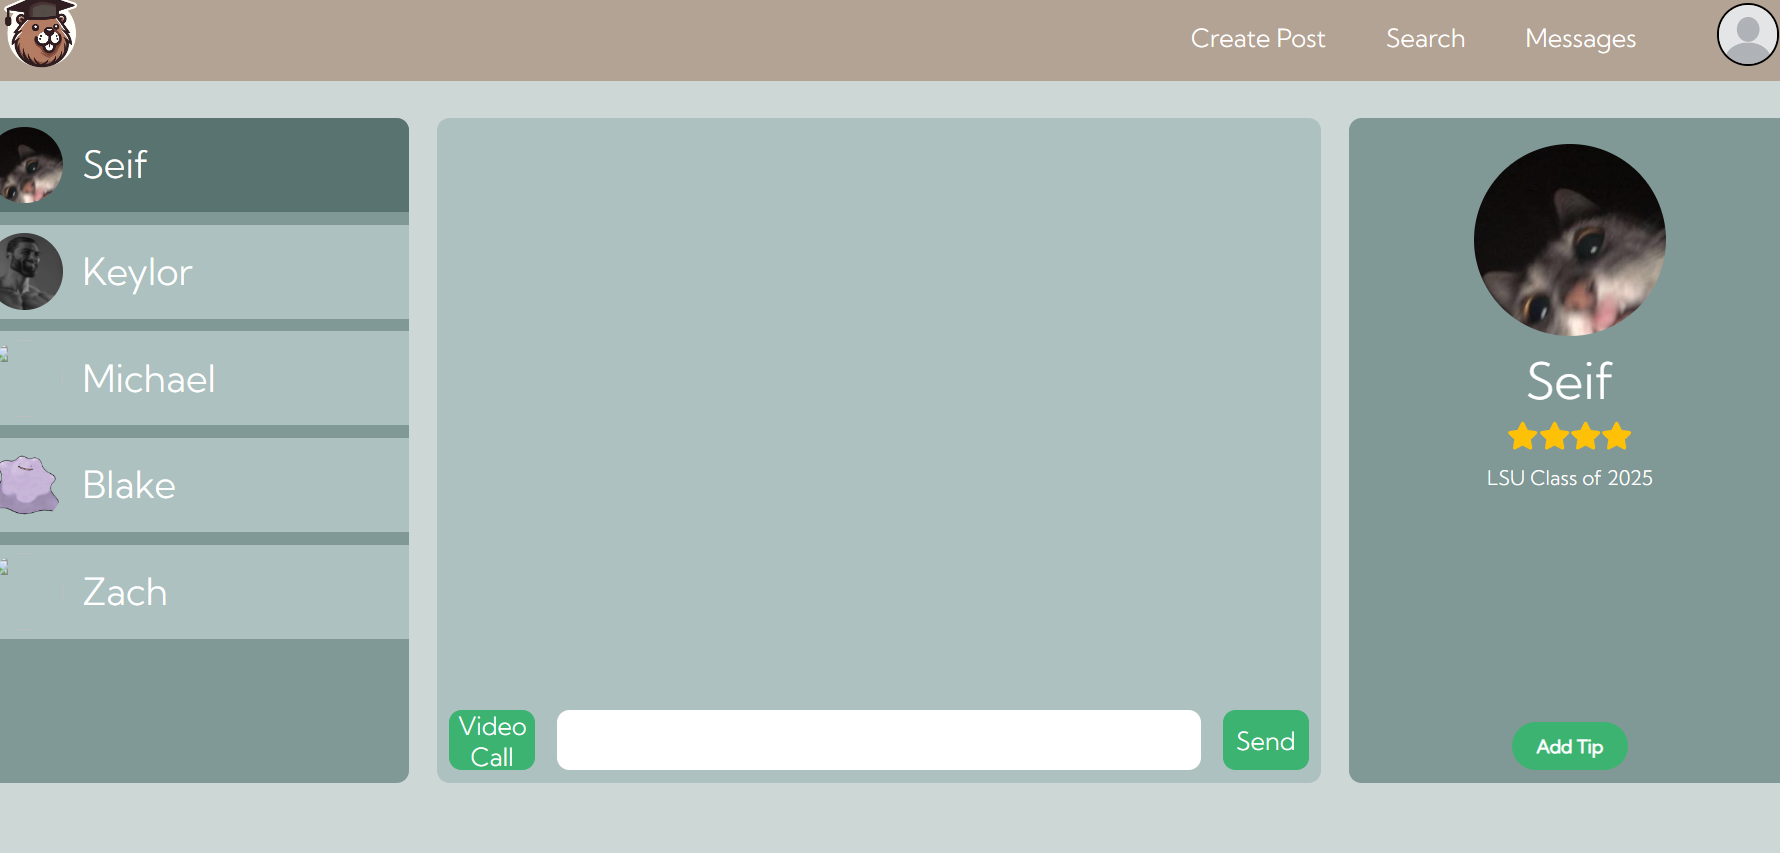 Create Post
Search
Messages
Seif
Keylor
Michael
Blake
Zach
Video
Call
Send
Seif
LSU Class of 2025
Add Tip